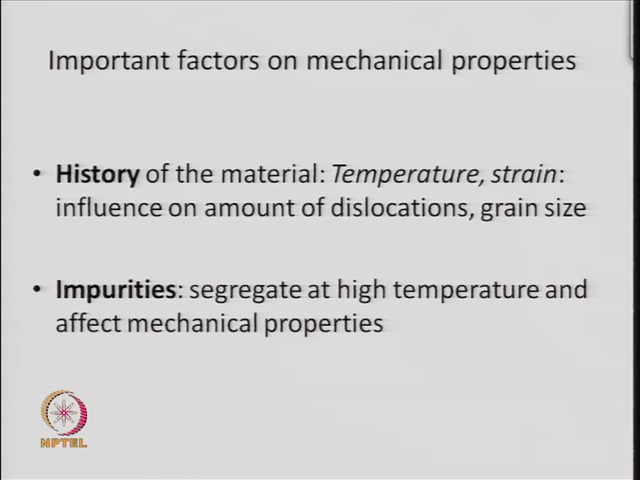 Important factors on mechanical properties
• History of the material: Temperature, strain:
influence on amount of dislocations, grain size
• Impurities: segregate at high temperature and
affect mechanical properties
NPTEL